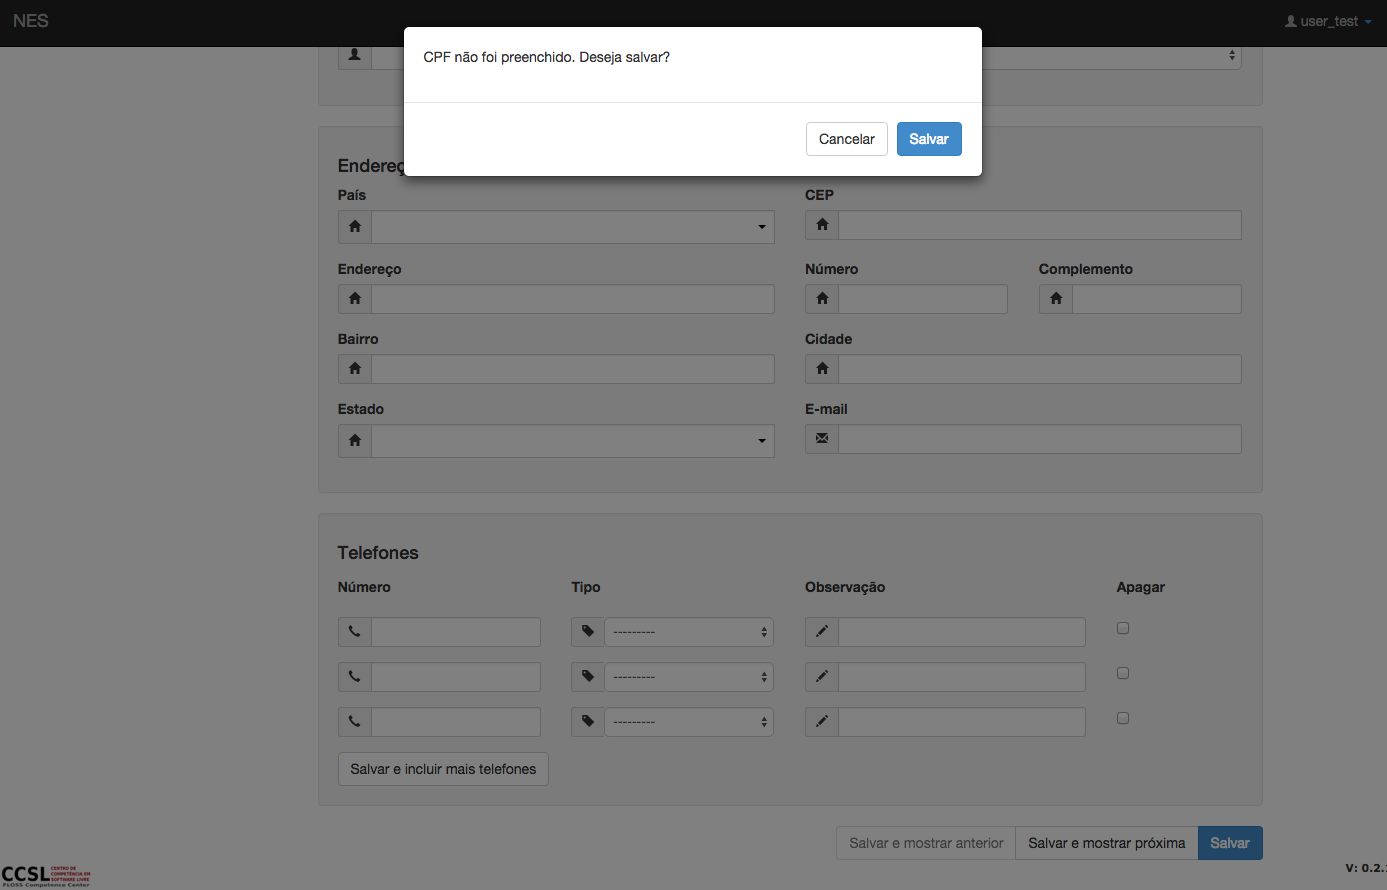 NES
user_test
CPF não foi preenchido. Deseja salvar?
Cancelar
Salvar
Endereç
País
CEP
Endereço
Número
Complemento
Bairro
Cidade
Estado
E-mail
Telefones
Número
Tipo
Observação
Apagar
---------
---------
---------
Salvar e incluir mais telefones
Salvar e mostrar anterior
Salvar e mostrar próxima
Salvar
CCSL
CENTRO DE
COMPETÊNCIA EM
SOFTWARE LIVRE
FLOSS Competence Center
V: 0.2.